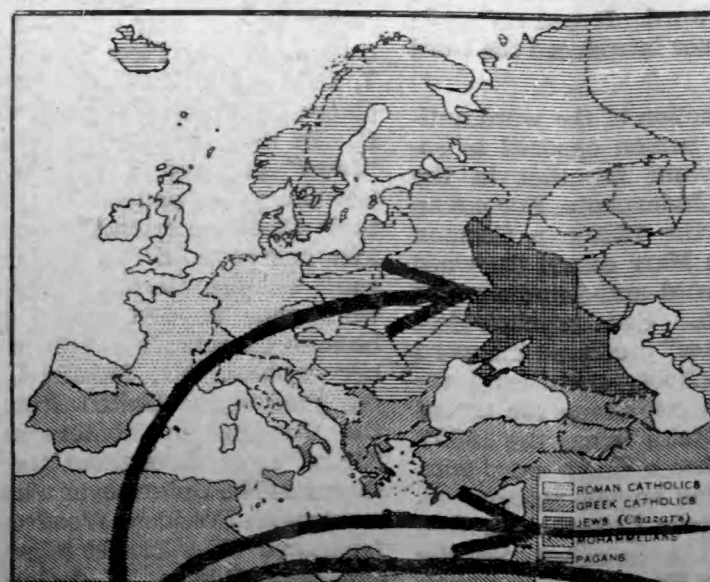 ROMAN CATHOLICS
GREEK CATHOLICS
JEWS (Chazars)
MOHAMMEDANS
PAGANS